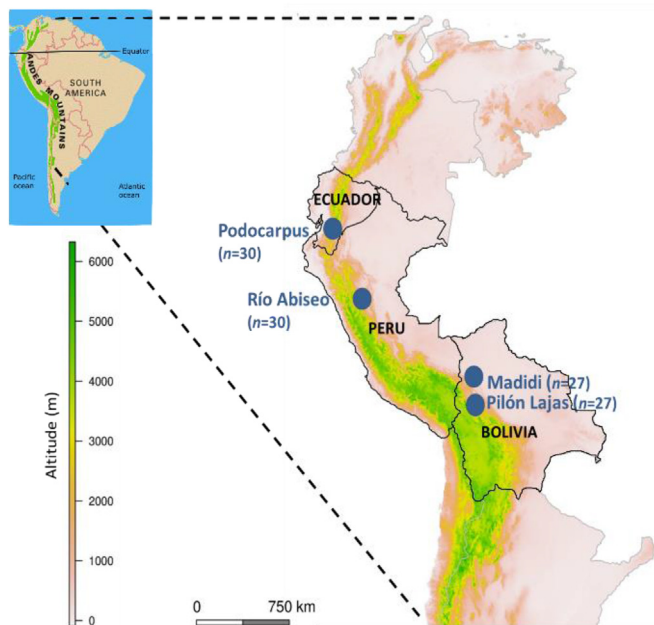 Equator
ANDES MOUNTAINS
SOUTH
AMERICA
Pacific
ocean
Atlantic
ocean
ECUADOR
Podocarpus
(n=30)
Río Abiseo
(n=30)
PERU
Madidi (n=27)
Pilón Lajas (n=27)
BOLIVIA
Altitude (m)
6000
5000
4000
3000
2000
1000
0
0 750 km